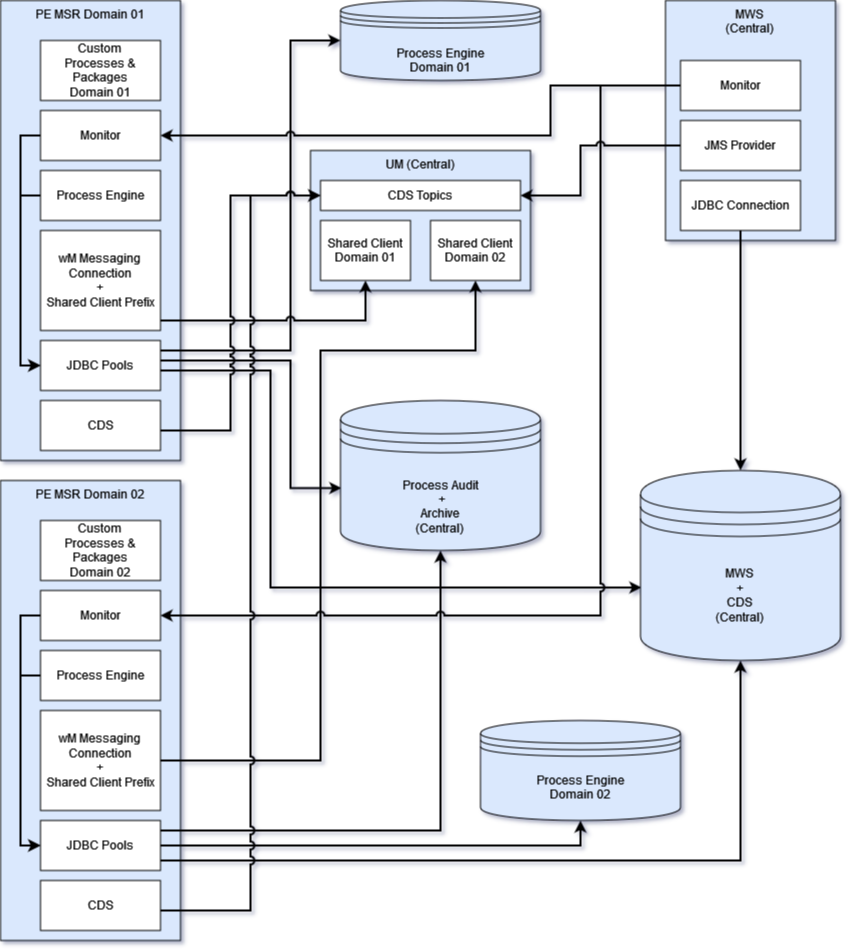 PE MSR Domain 01
Custom
Processes &
Packages
Domain 01
Monitor
Process Engine
wM Messaging
Connection
+
Shared Client Prefix
JDBC Pools
CDS
Process Engine
Domain 01
MWS
(Central)
Monitor
JMS Provider
JDBC Connection
UM (Central)
CDS Topics
Shared Client
Domain 01
Shared Client
Domain 02
Process Audit
+
Archive
(Central)
MWS
+
CDS
(Central)
PE MSR Domain 02
Custom
Processes &
Packages
Domain 02
Monitor
Process Engine
wM Messaging
Connection
+
Shared Client Prefix
JDBC Pools
CDS
Process Engine
Domain 02